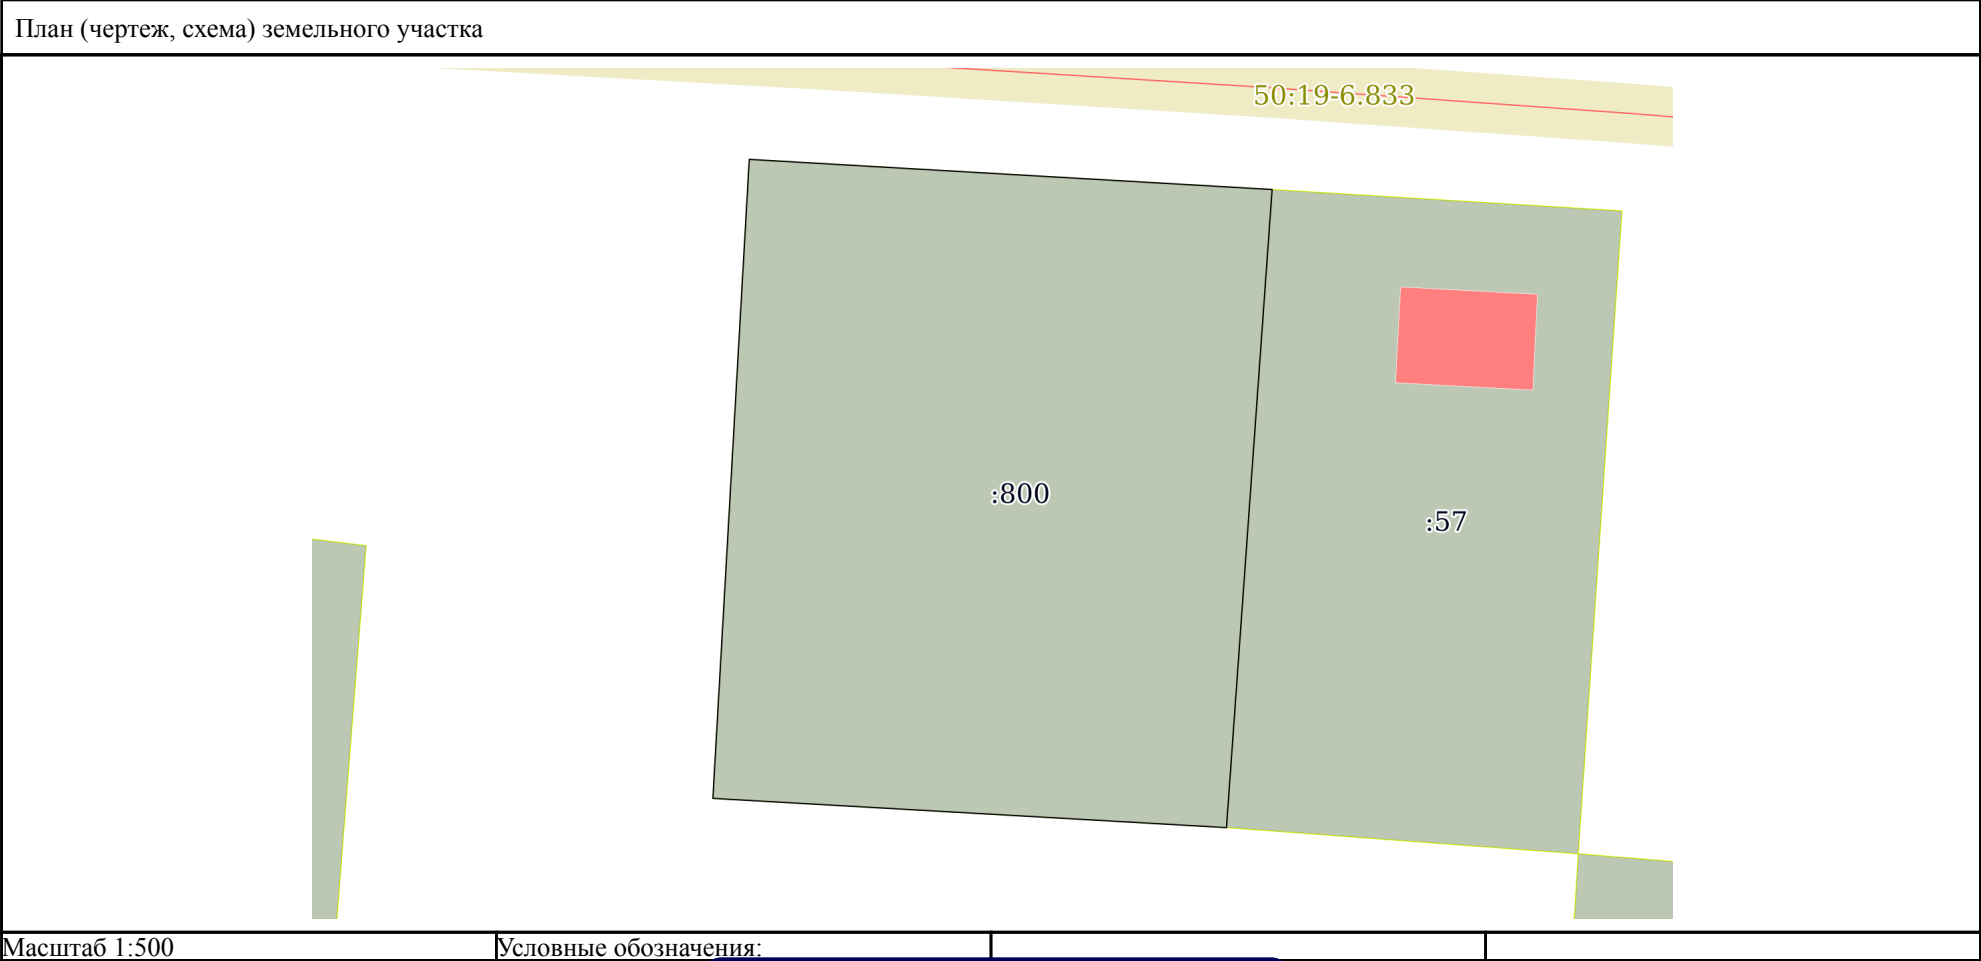 План (чертеж, схема) земельного участка
50:19-6.833
:800
:57
Масштаб 1:500
Условные обозначения: